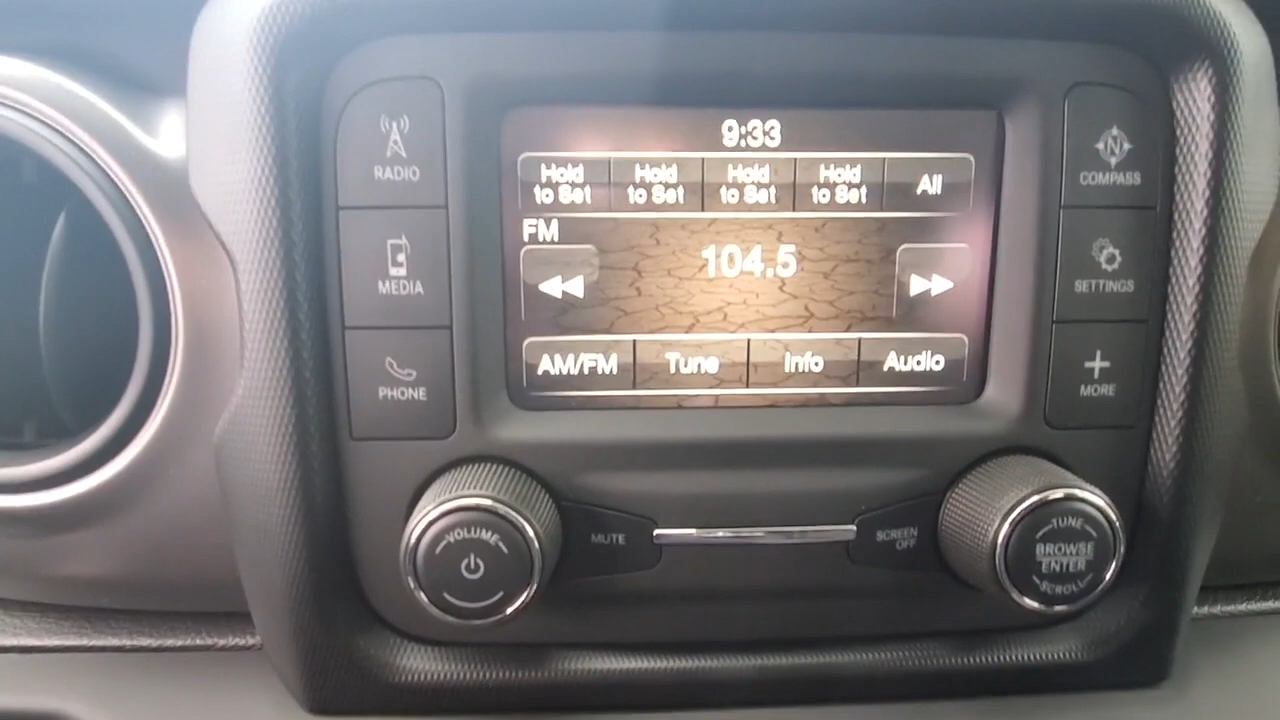 9:33
Hold to Set
Hold to Set
Hold to Set
Hold to Set
All
FM
104.5
AM/FM
Tune
Info
Audio
RADIO
MEDIA
PHONE
N
COMPASS
SETTINGS
MORE
VOLUME
MUTE
SCREEN
OFF
TUNE
BROWSE
ENTER
SCROLL